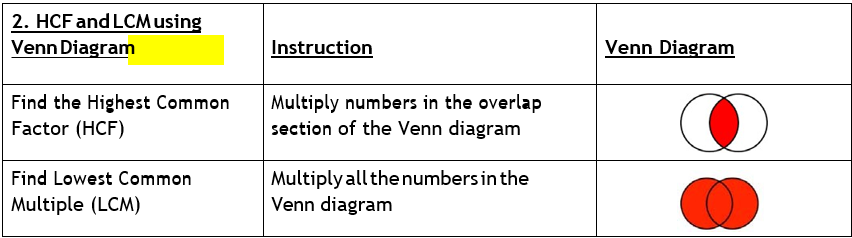 2. HCF and LCM using
Venn Diagram
Instruction
Venn Diagram
Find the Highest Common
Factor (HCF)
Multiply numbers in the overlap
section of the Venn diagram
Find Lowest Common
Multiple (LCM)
Multiply all the numbers in the
Venn diagram